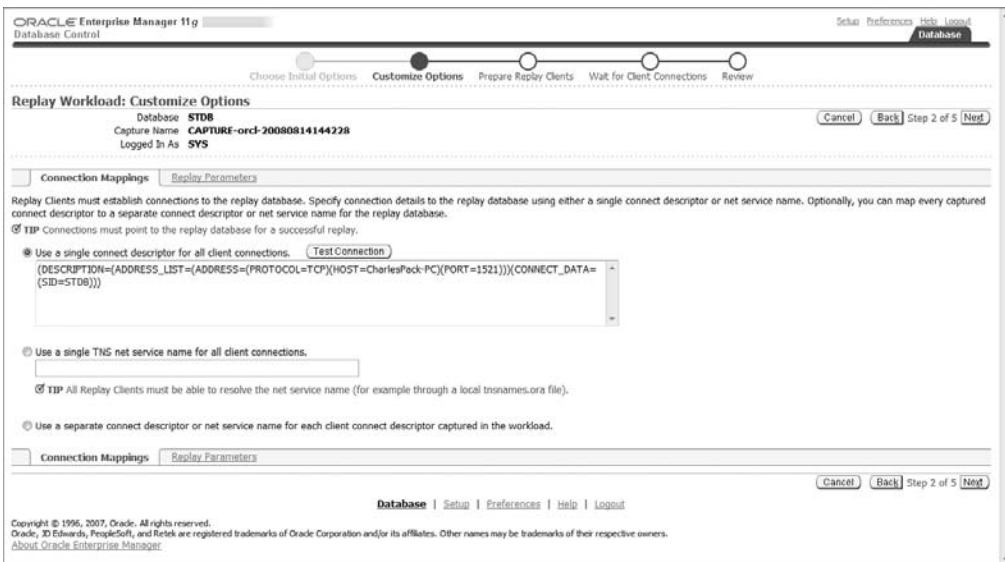 ORACLE Enterprise Manager 11g
Database Control
Setup Preferences Help Logout
Database
Choose Initial Options Customize Options Prepare Replay Clients Wait for Client Connections Review
Replay Workload: Customize Options
Database STDB
Capture Name CAPTURE-orcl-20080814144228
Logged In As SYS
Cancel Back Step 2 of 5 Next
Connection Mappings Replay Parameters
Replay Clients must establish connections to the replay database. Specify connection details to the replay database using either a single connect descriptor or net service name. Optionally, you can map every captured
connect descriptor to a separate connect descriptor or net service name for the replay database.
TIP Connections must point to the replay database for a successful replay.
Use a single connect descriptor for all client connections. Test Connection
(DESCRIPTION=(ADDRESS_LIST=(ADDRESS=(PROTOCOL=TCP)(HOST=CharlesPack-PC)(PORT=1521)))(CONNECT_DATA=
(SID=STDB)))
Use a single TNS net service name for all client connections.
TIP All Replay Clients must be able to resolve the net service name (for example through a local tnsnames.ora file).
Use a separate connect descriptor or net service name for each client connect descriptor captured in the workload.
Connection Mappings Replay Parameters
Cancel Back Step 2 of 5 Next
Database | Setup | Preferences | Help | Logout
Copyright © 1996, 2007, Oracle. All rights reserved.
Oracle, JD Edwards, PeopleSoft, and Retek are registered trademarks of Oracle Corporation and/or its affiliates. Other names may be trademarks of their respective owners.
About Oracle Enterprise Manager